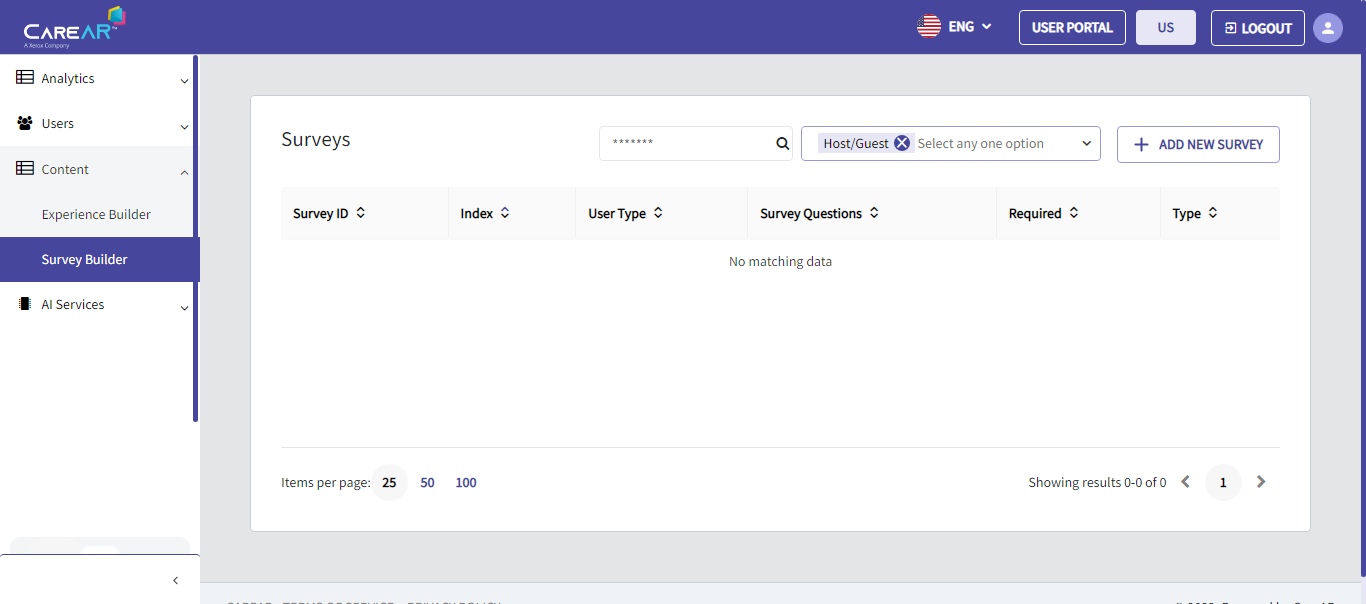 CAREAR™
A Xerox Company
ENG
USER PORTAL
US
LOGOUT
Analytics
Users
Content
Experience Builder
Survey Builder
AI Services
Surveys
*******
Host/Guest
Select any one option
ADD NEW SURVEY
Survey ID
Index
User Type
Survey Questions
Required
Type
No matching data
Items per page: 25 50 100
Showing results 0-0 of 0
1